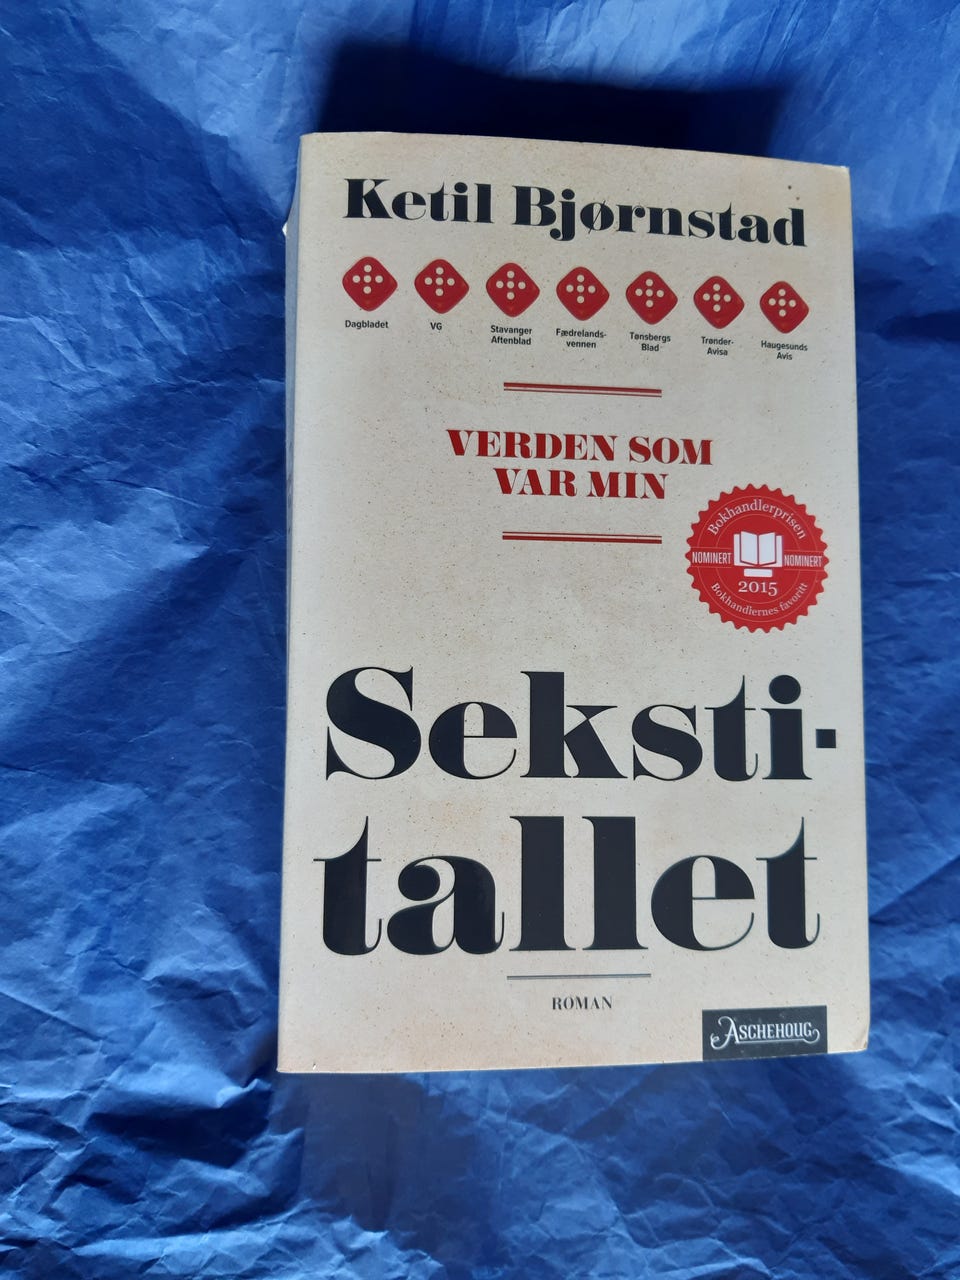 Ketil Bjørnstad
Dagbladet
VG
Stavanger
Aftenblad
Fædrelands-
vennen
Tønsbergs
Blad
Trønder-
Avisa
Haugesunds
Avis
VERDEN SOM
VAR MIN
Bokhandlerprisen
NOMINERT NOMINERT
2015
Bokhandlernes favoritt
Seksti-
tallet
ROMAN
ASCHEHOUG